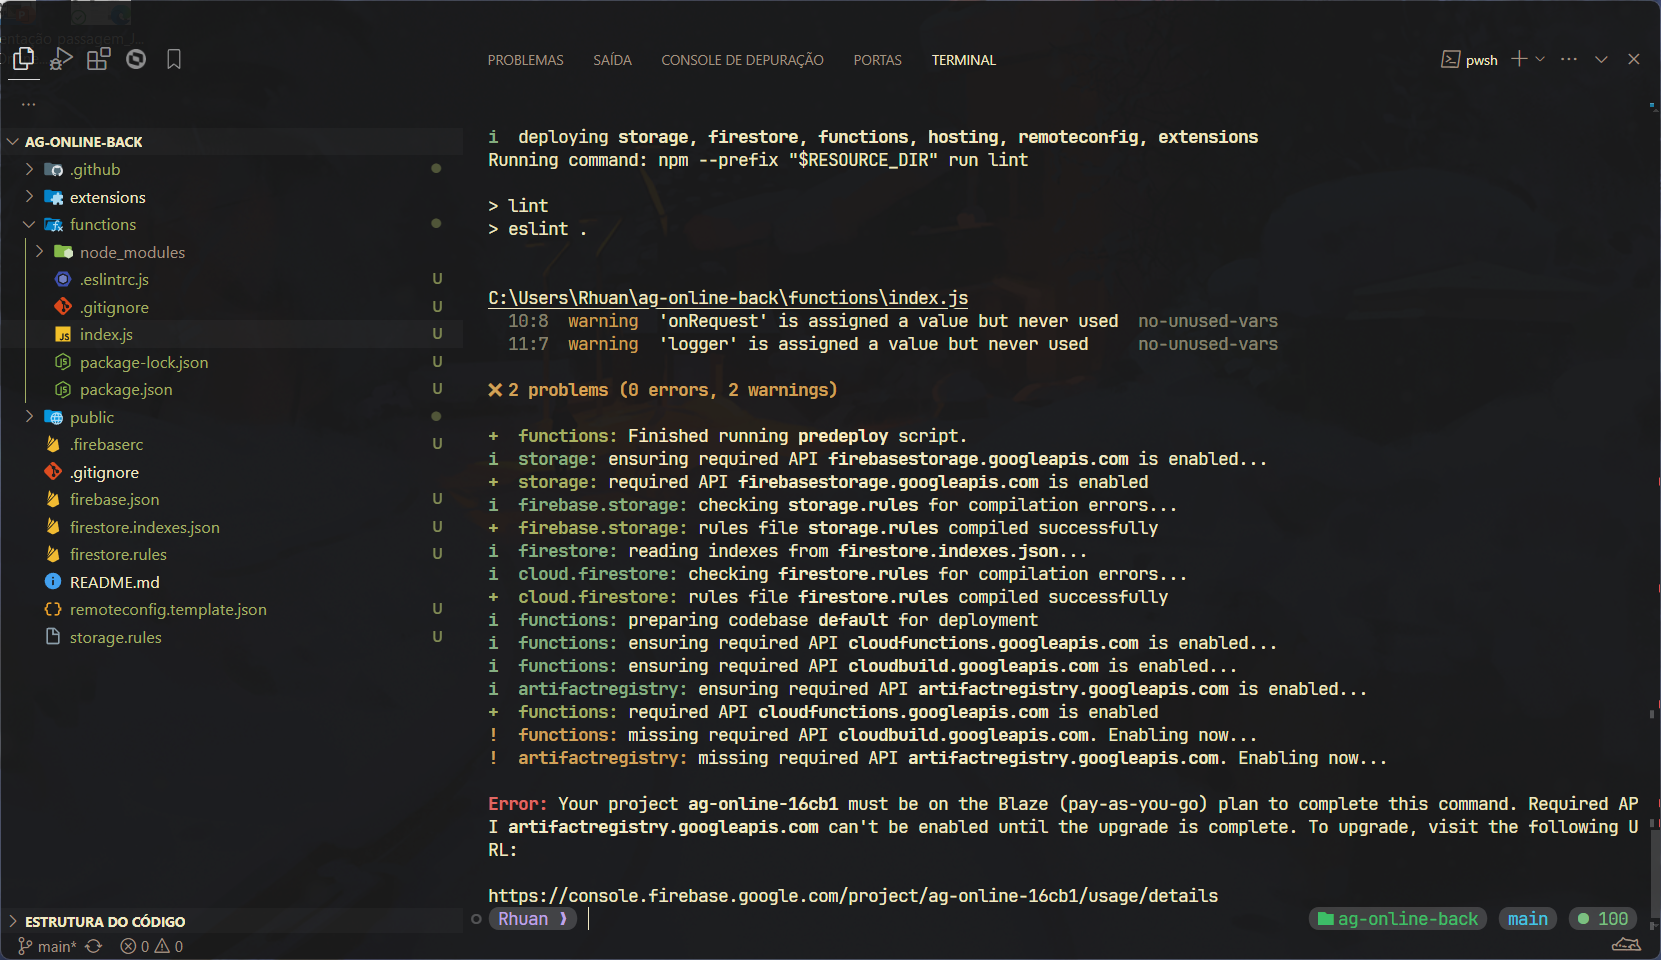 PROBLEMAS SAÍDA CONSOLE DE DEPURAÇÃO PORTAS TERMINAL pwsh
AG-ONLINE-BACK
.github
extensions
functions
node_modules
.eslintrc.js U
.gitignore U
index.js U
package-lock.json U
package.json U
public
.firebaserc U
.gitignore
firebase.json U
firestore.indexes.json U
firestore.rules U
README.md
remoteconfig.template.json U
storage.rules U
ESTRUTURA DO CÓDIGO
main* 0 0
i deploying storage, firestore, functions, hosting, remoteconfig, extensions
Running command: npm --prefix "$RESOURCE_DIR" run lint
> lint
> eslint .
C:\Users\Rhuan\ag-online-back\functions\index.js
10:8 warning 'onRequest' is assigned a value but never used no-unused-vars
11:7 warning 'logger' is assigned a value but never used no-unused-vars
✖ 2 problems (0 errors, 2 warnings)
+ functions: Finished running predeploy script.
i storage: ensuring required API firebasestorage.googleapis.com is enabled...
+ storage: required API firebasestorage.googleapis.com is enabled
i firebase.storage: checking storage.rules for compilation errors...
+ firebase.storage: rules file storage.rules compiled successfully
i firestore: reading indexes from firestore.indexes.json...
i cloud.firestore: checking firestore.rules for compilation errors...
+ cloud.firestore: rules file firestore.rules compiled successfully
i functions: preparing codebase default for deployment
i functions: ensuring required API cloudfunctions.googleapis.com is enabled...
i functions: ensuring required API cloudbuild.googleapis.com is enabled...
i artifactregistry: ensuring required API artifactregistry.googleapis.com is enabled...
+ functions: required API cloudfunctions.googleapis.com is enabled
! functions: missing required API cloudbuild.googleapis.com. Enabling now...
! artifactregistry: missing required API artifactregistry.googleapis.com. Enabling now...
Error: Your project ag-online-16cb1 must be on the Blaze (pay-as-you-go) plan to complete this command. Required AP
I artifactregistry.googleapis.com can't be enabled until the upgrade is complete. To upgrade, visit the following U
RL:
https://console.firebase.google.com/project/ag-online-16cb1/usage/details
Rhuan ❯ ag-online-back main 100